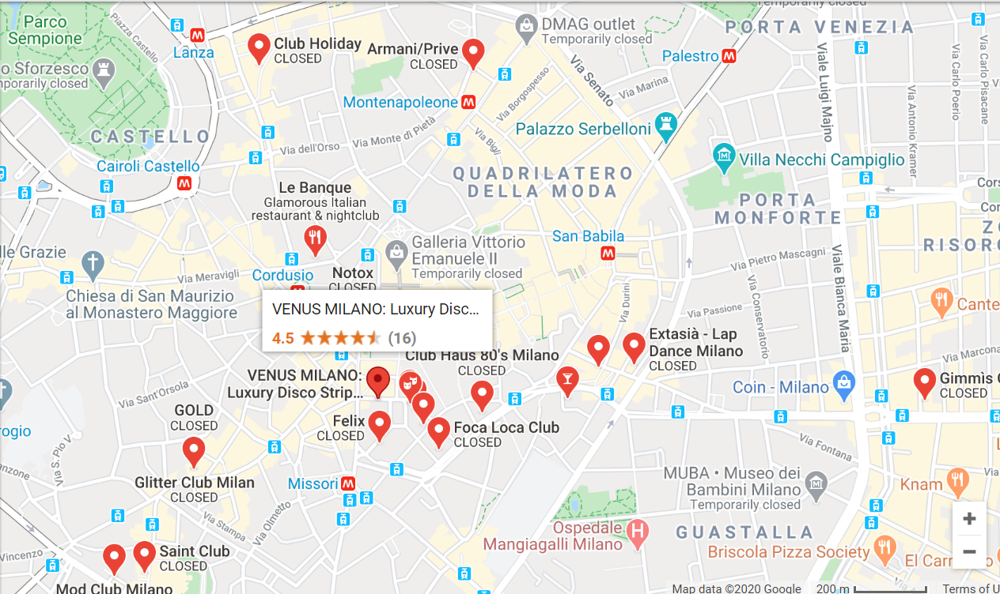 temporarily closed
Parco
Sempione
Piazza Castello
Lanza
Club Holiday
CLOSED
Armani/Prive
CLOSED
DMAG outlet
Temporarily closed
PORTA VENEZIA
Palestro
Viale Luigi Majno
Via Carlo Poerio
Via Carlo Pisacane
o Sforzesco
mporarily closed
Via Senato
Via Marina
Via Borgospesso
Via Antonio Kramer
Montenapoleone
CASTELLO
Via Monte di Pietà
Via dell'Orso
Via Bigli
Palazzo Serbelloni
Cairoli Castello
Villa Necchi Campiglio
QUADRILATERO
DELLA MODA
Le Banque
Glamorous Italian
restaurant & nightclub
PORTA
MONFORTE
Cors
Co
ZO
RISORG
San Babila
lle Grazie
Galleria Vittorio
Emanuele II
Temporarily closed
Via Pietro Mascagni
Viale Bianca Maria
Cordusio
Notox
CLOSED
Via Meravigli
Chiesa di San Maurizio
al Monastero Maggiore
Via Durini
Via Passione
Via Conservatorio
Cante
VENUS MILANO: Luxury Disc...
4.5 (16)
Extasià - Lap
Dance Milano
CLOSED
Via Marcona
Club Haus 80's Milano
CLOSED
VENUS MILANO:
Luxury Disco Strip...
Via Sant'Orsola
Coin - Milano
Gimmìs C
CLOSED
GOLD
CLOSED
Felix
CLOSED
Foca Loca Club
CLOSED
rogio
Via S. Pio V
Via Fontana
anzone
Glitter Club Milan
CLOSED
Missori
MUBA • Museo dei
Bambini Milano
Temporarily closed
Knam
Via Olmetto
Via Stampa
Ospedale
Mangiagalli Milano
GUASTALLA
Saint Club
CLOSED
Vincenzo
Briscola Pizza Society
El Carr
Mod Club Milano
Map data ©2020 Google
200 m
Terms of U